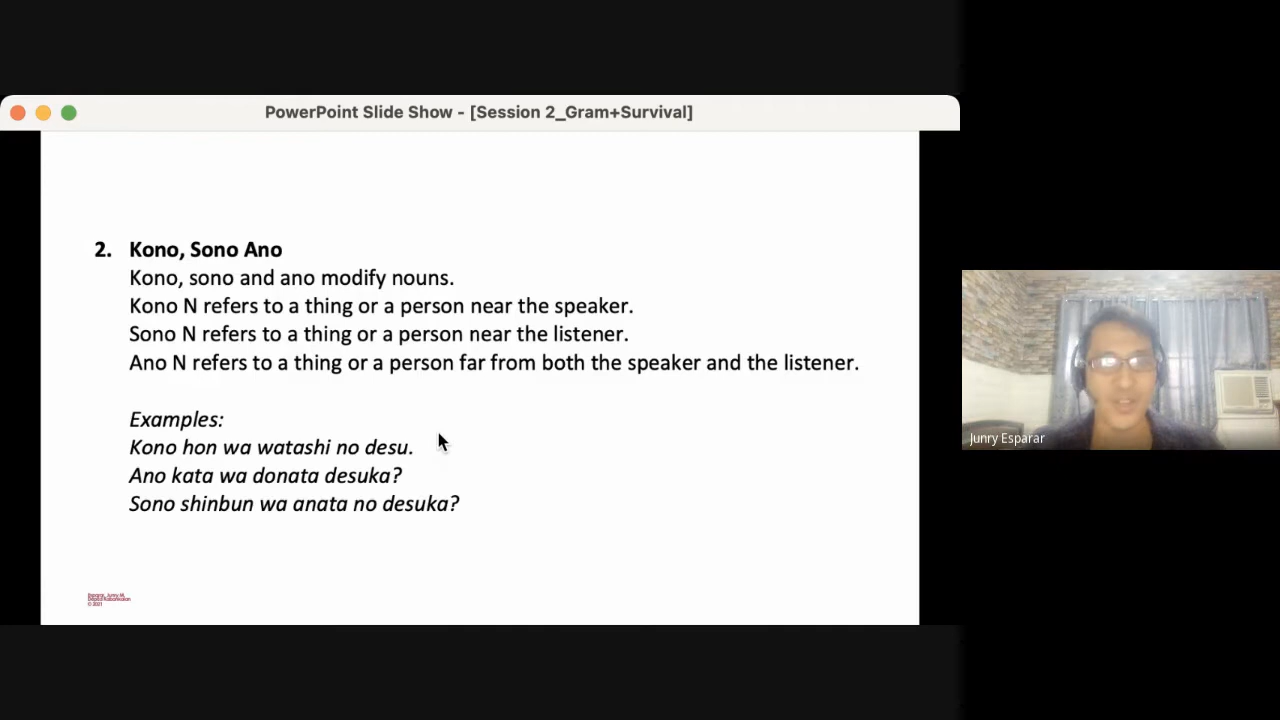 PowerPoint Slide Show - [Session 2_Gram+Survival]
2. Kono, Sono Ano
Kono, sono and ano modify nouns.
Kono N refers to a thing or a person near the speaker.
Sono N refers to a thing or a person near the listener.
Ano N refers to a thing or a person far from both the speaker and the listener.
Examples:
Kono hon wa watashi no desu.
Ano kata wa donata desuka?
Sono shinbun wa anata no desuka?
Esparar, Junry M.
© 2021
Junry Esparar